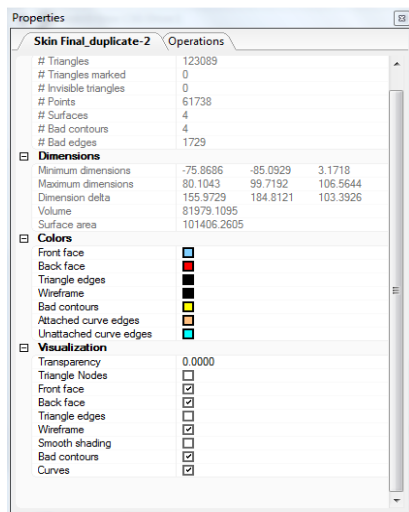 Properties
Skin Final_duplicate-2 Operations
# Triangles 123089
# Triangles marked 0
# Invisible triangles 0
# Points 61738
# Surfaces 4
# Bad contours 4
# Bad edges 1729
Dimensions
Minimum dimensions -75.8686 -85.0929 3.1718
Maximum dimensions 80.1043 99.7192 106.5644
Dimension delta 155.9729 184.8121 103.3926
Volume 81979.1095
Surface area 101406.2605
Colors
Front face
Back face
Triangle edges
Wireframe
Bad contours
Attached curve edges
Unattached curve edges
Visualization
Transparency 0.0000
Triangle Nodes
Front face
Back face
Triangle edges
Wireframe
Smooth shading
Bad contours
Curves